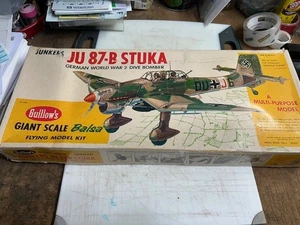 JUNKERS
JU 87-B STUKA
GERMAN WORLD WAR 2 DIVE BOMBER
A
MULTI-PURPOSE
MODEL
Guillow's
GIANT SCALE Balsa
FLYING MODEL KIT